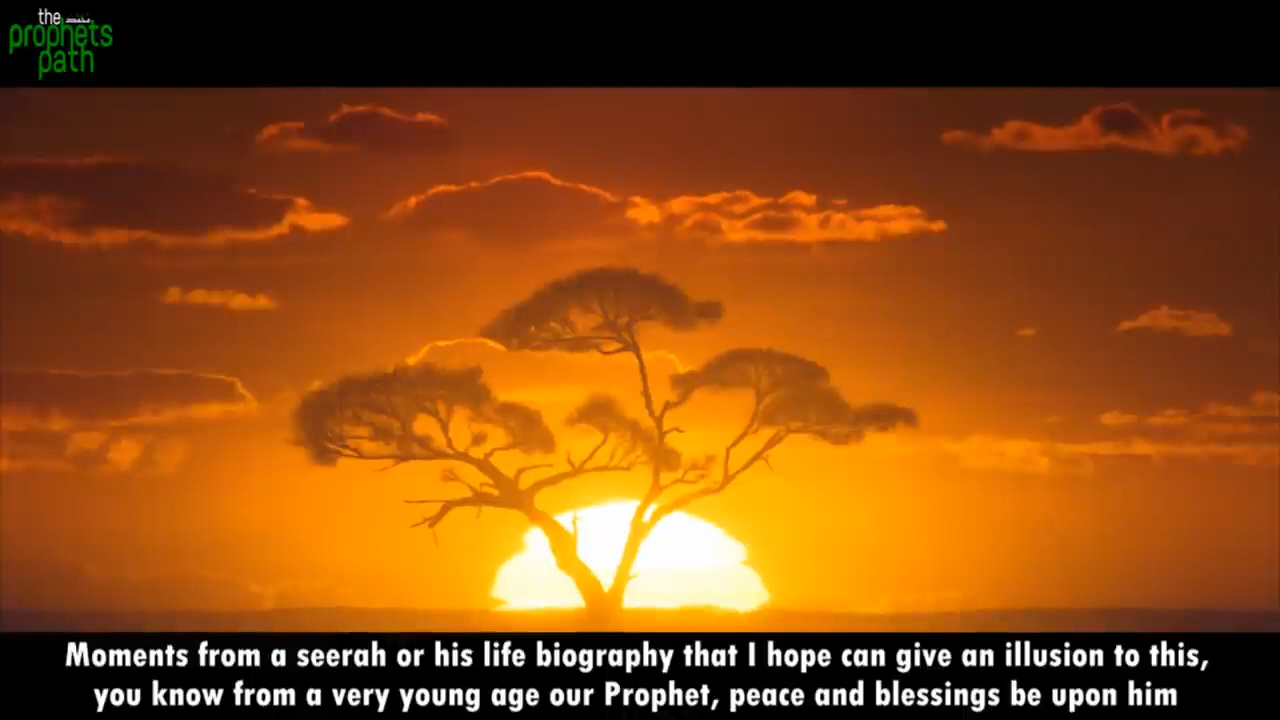 the
prophets
path
Moments from a seerah or his life biography that I hope can give an illusion to this,
you know from a very young age our Prophet, peace and blessings be upon him